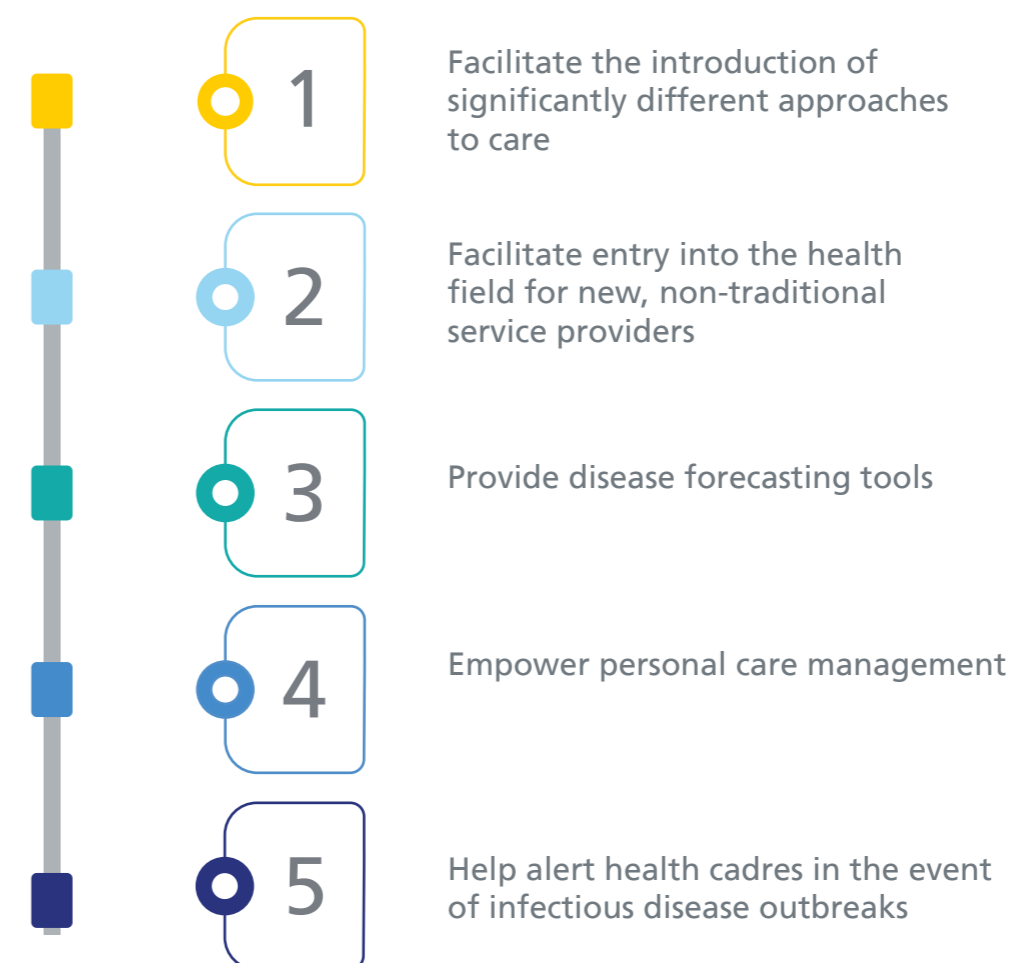 1
Facilitate the introduction of
significantly different approaches
to care
2
Facilitate entry into the health
field for new, non-traditional
service providers
3
Provide disease forecasting tools
4
Empower personal care management
5
Help alert health cadres in the event
of infectious disease outbreaks